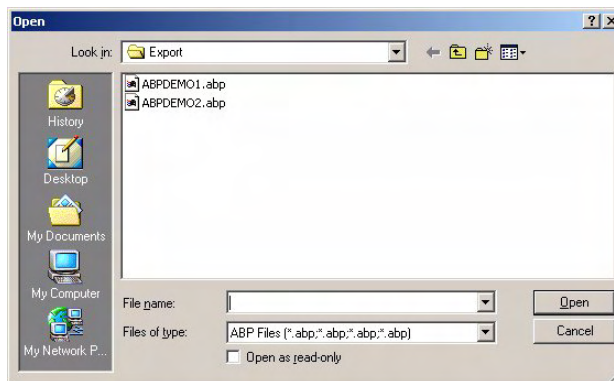 Open
Look in: Export
ABPDEMO1.abp
ABPDEMO2.abp
History
Desktop
My Documents
My Computer
My Network P...
File name: Open
Files of type: ABP Files (*.abp;*.abp;*.abp;*.abp) Cancel
Open as read-only